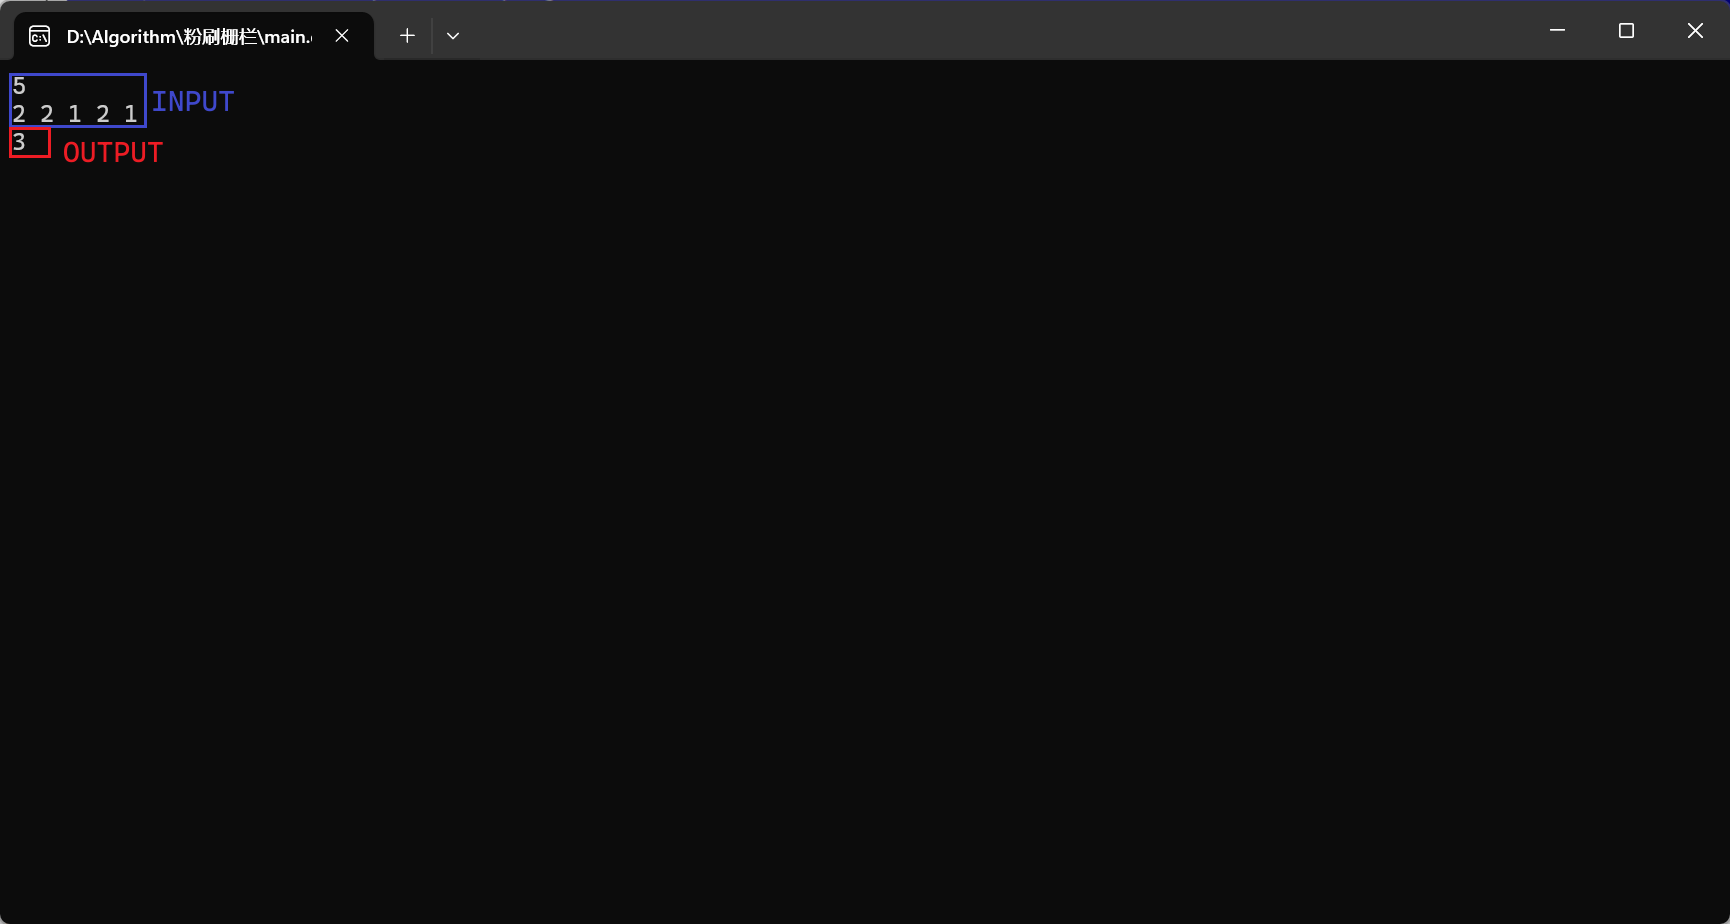 D:\Algorithm\粉刷栅栏\main.
5
2 2 1 2 1
INPUT
3
OUTPUT